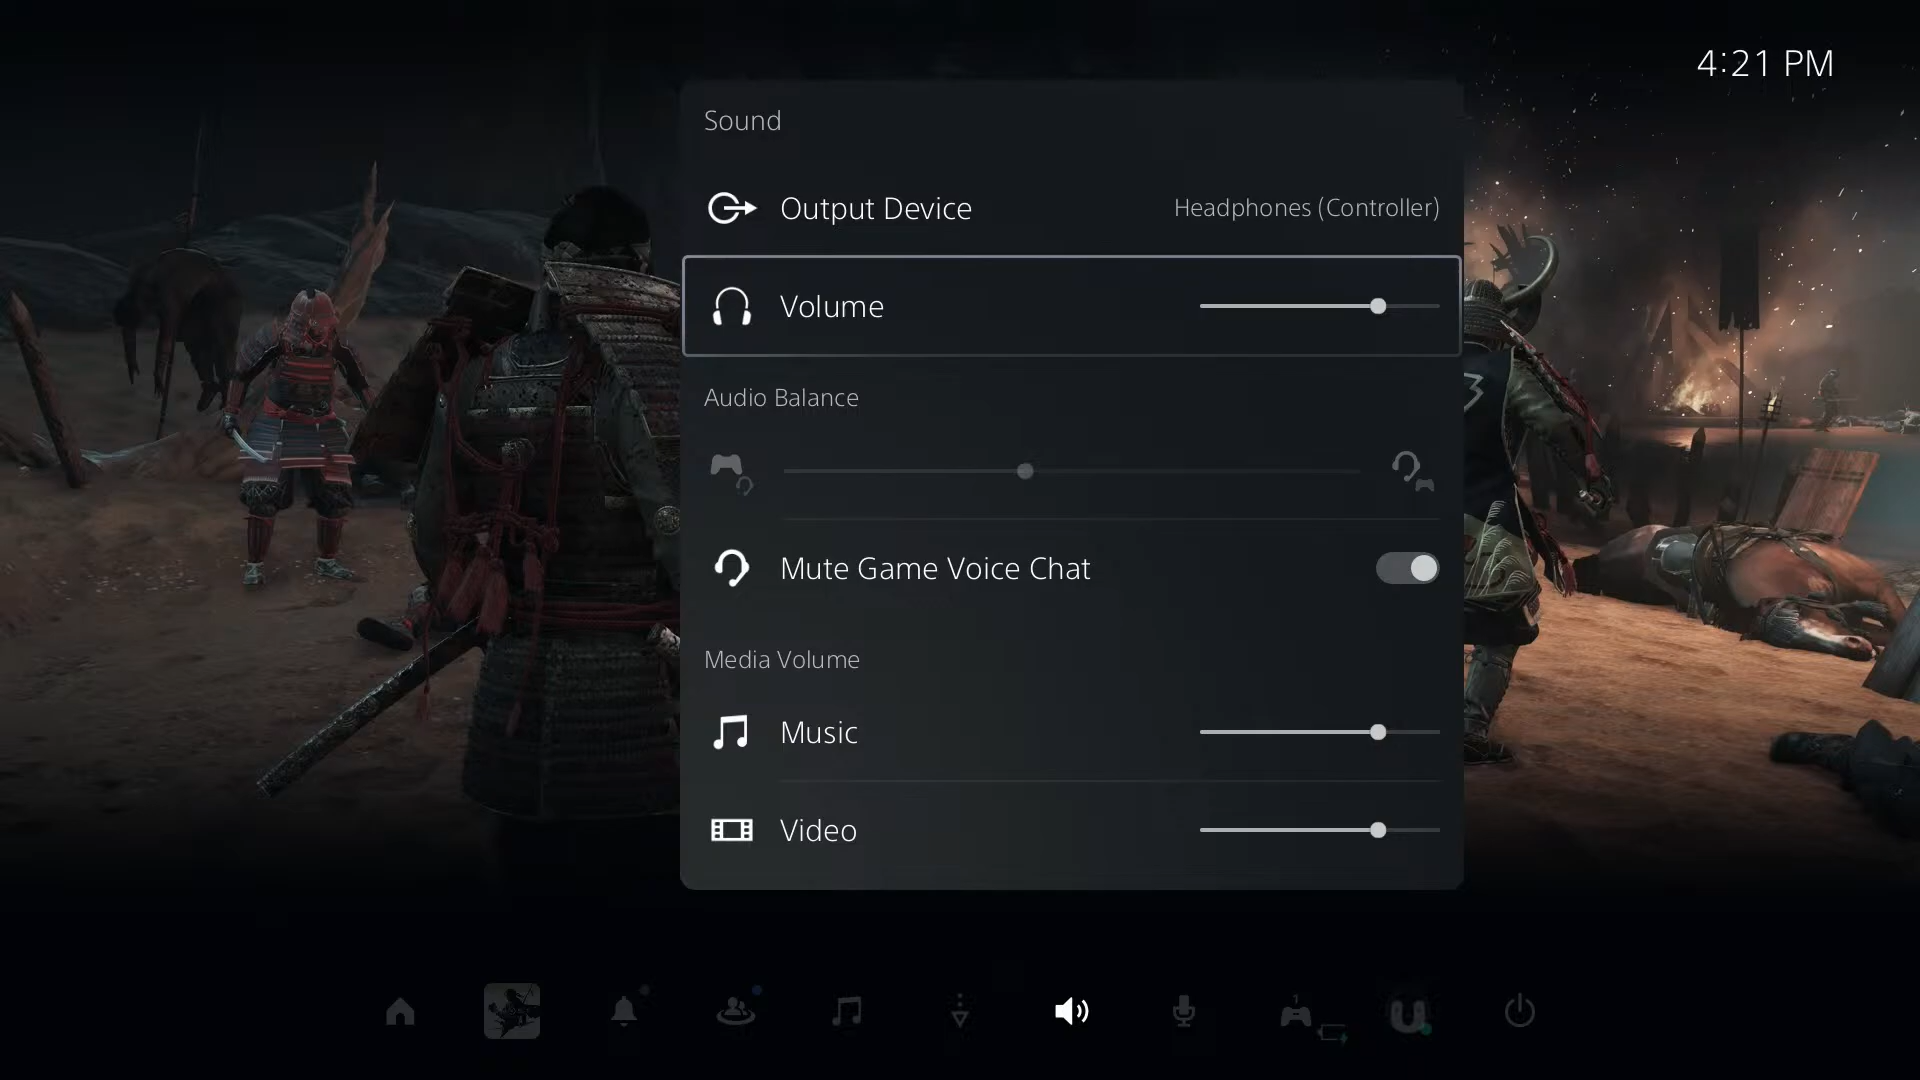 4:21 PM
Sound
Output Device
Headphones (Controller)
Volume
Audio Balance
Mute Game Voice Chat
Media Volume
Music
Video
1